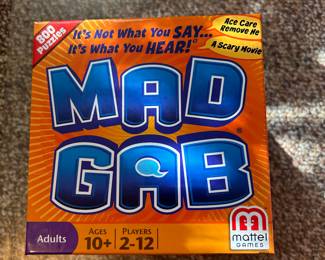 800 Puzzles
It's Not What You SAY...
It's What You HEAR!
Ace Care
Remove He
A Scary Movie
MAD
GAB
®
Adults
AGES
10+
PLAYERS
2-12
mattel
GAMES